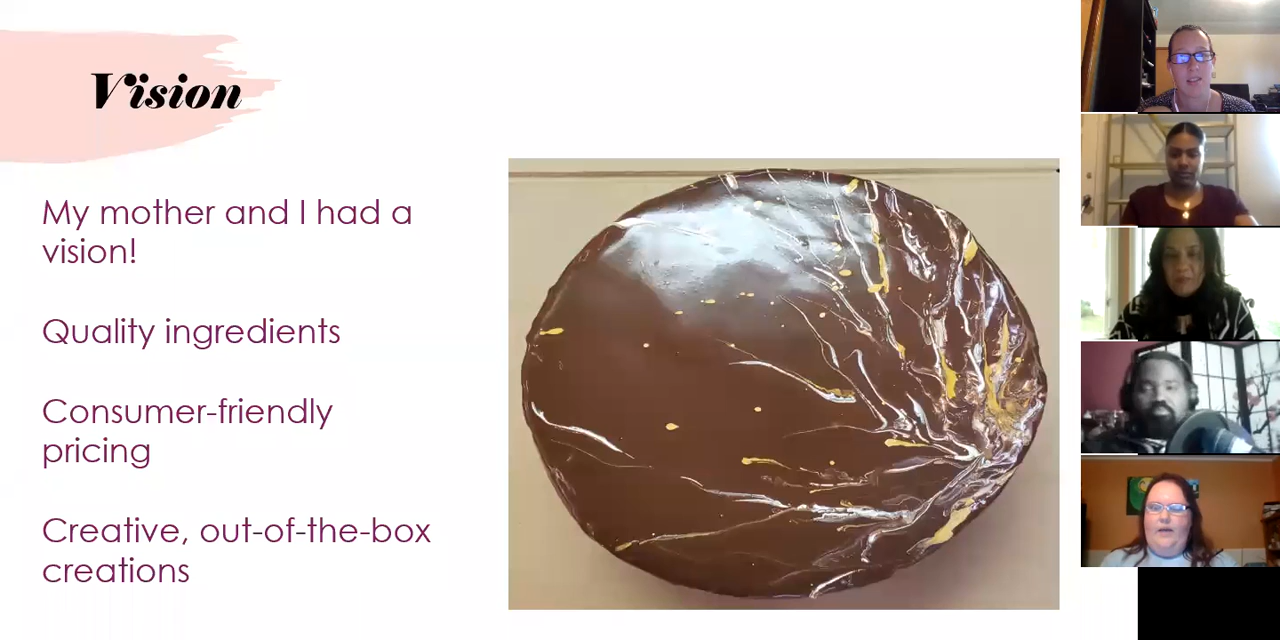 Vision
My mother and I had a
vision!
Quality ingredients
Consumer-friendly
pricing
Creative, out-of-the-box
creations